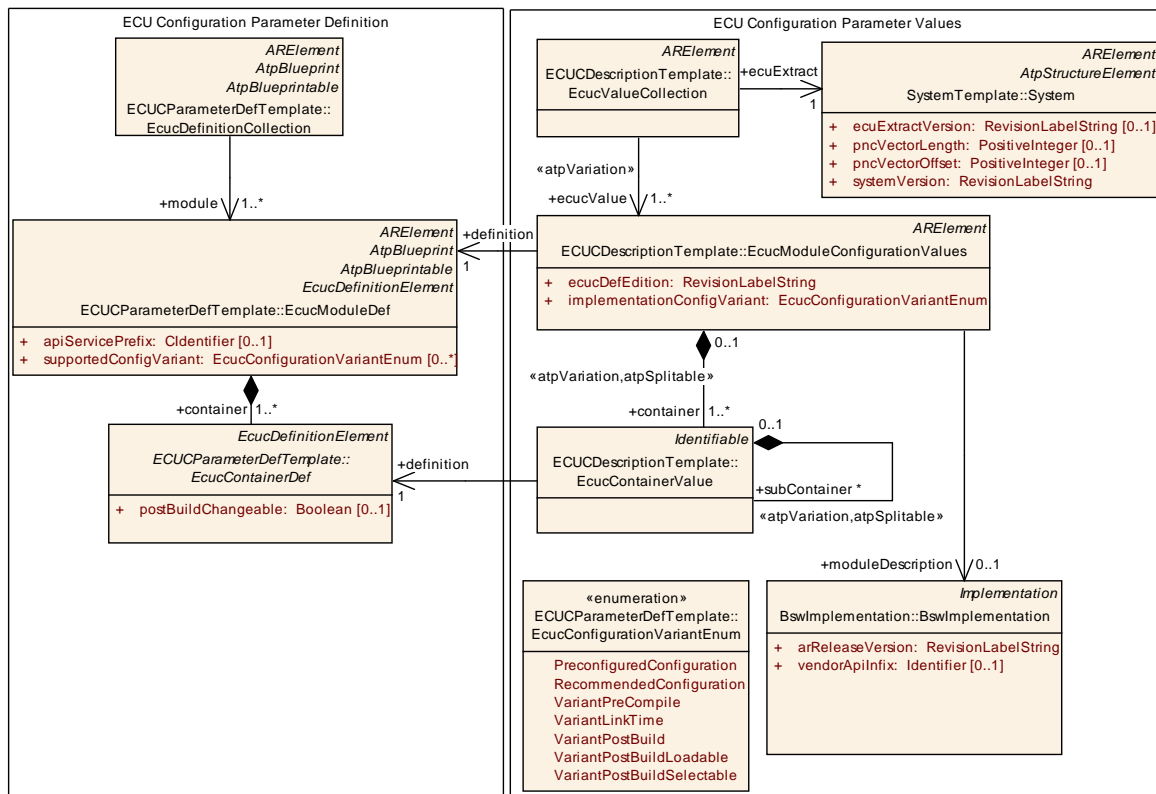 ECU Configuration Parameter Definition
ARElement
AtpBlueprint
AtpBlueprintable
ECUCParameterDefTemplate::
EcucDefinitionCollection
+module
1..*
ARElement
AtpBlueprint
AtpBlueprintable
EcucDefinitionElement
ECUCParameterDefTemplate::EcucModuleDef
+ apiServicePrefix: CIdentifier [0..1]
+ supportedConfigVariant: EcucConfigurationVariantEnum [0..*]
+container
1..*
EcucDefinitionElement
ECUCParameterDefTemplate::
EcucContainerDef
+ postBuildChangeable: Boolean [0..1]
ECU Configuration Parameter Values
ARElement
ECUCDescriptionTemplate::
EcucValueCollection
+ecuExtract
1
ARElement
AtpStructureElement
SystemTemplate::System
+ ecuExtractVersion: RevisionLabelString [0..1]
+ pncVectorLength: PositiveInteger [0..1]
+ pncVectorOffset: PositiveInteger [0..1]
+ systemVersion: RevisionLabelString
«atpVariation»
+ecucValue
1..*
+definition
1
ARElement
ECUCDescriptionTemplate::EcucModuleConfigurationValues
+ ecucDefEdition: RevisionLabelString
+ implementationConfigVariant: EcucConfigurationVariantEnum
0..1
«atpVariation,atpSplitable»
+container
1..*
+definition
1
Identifiable
ECUCDescriptionTemplate::
EcucContainerValue
0..1
+subContainer
*
«atpVariation,atpSplitable»
+moduleDescription
0..1
«enumeration»
ECUCParameterDefTemplate::
EcucConfigurationVariantEnum
PreconfiguredConfiguration
RecommendedConfiguration
VariantPreCompile
VariantLinkTime
VariantPostBuild
VariantPostBuildLoadable
VariantPostBuildSelectable
Implementation
BswImplementation::BswImplementation
+ arReleaseVersion: RevisionLabelString
+ vendorApiInfix: Identifier [0..1]